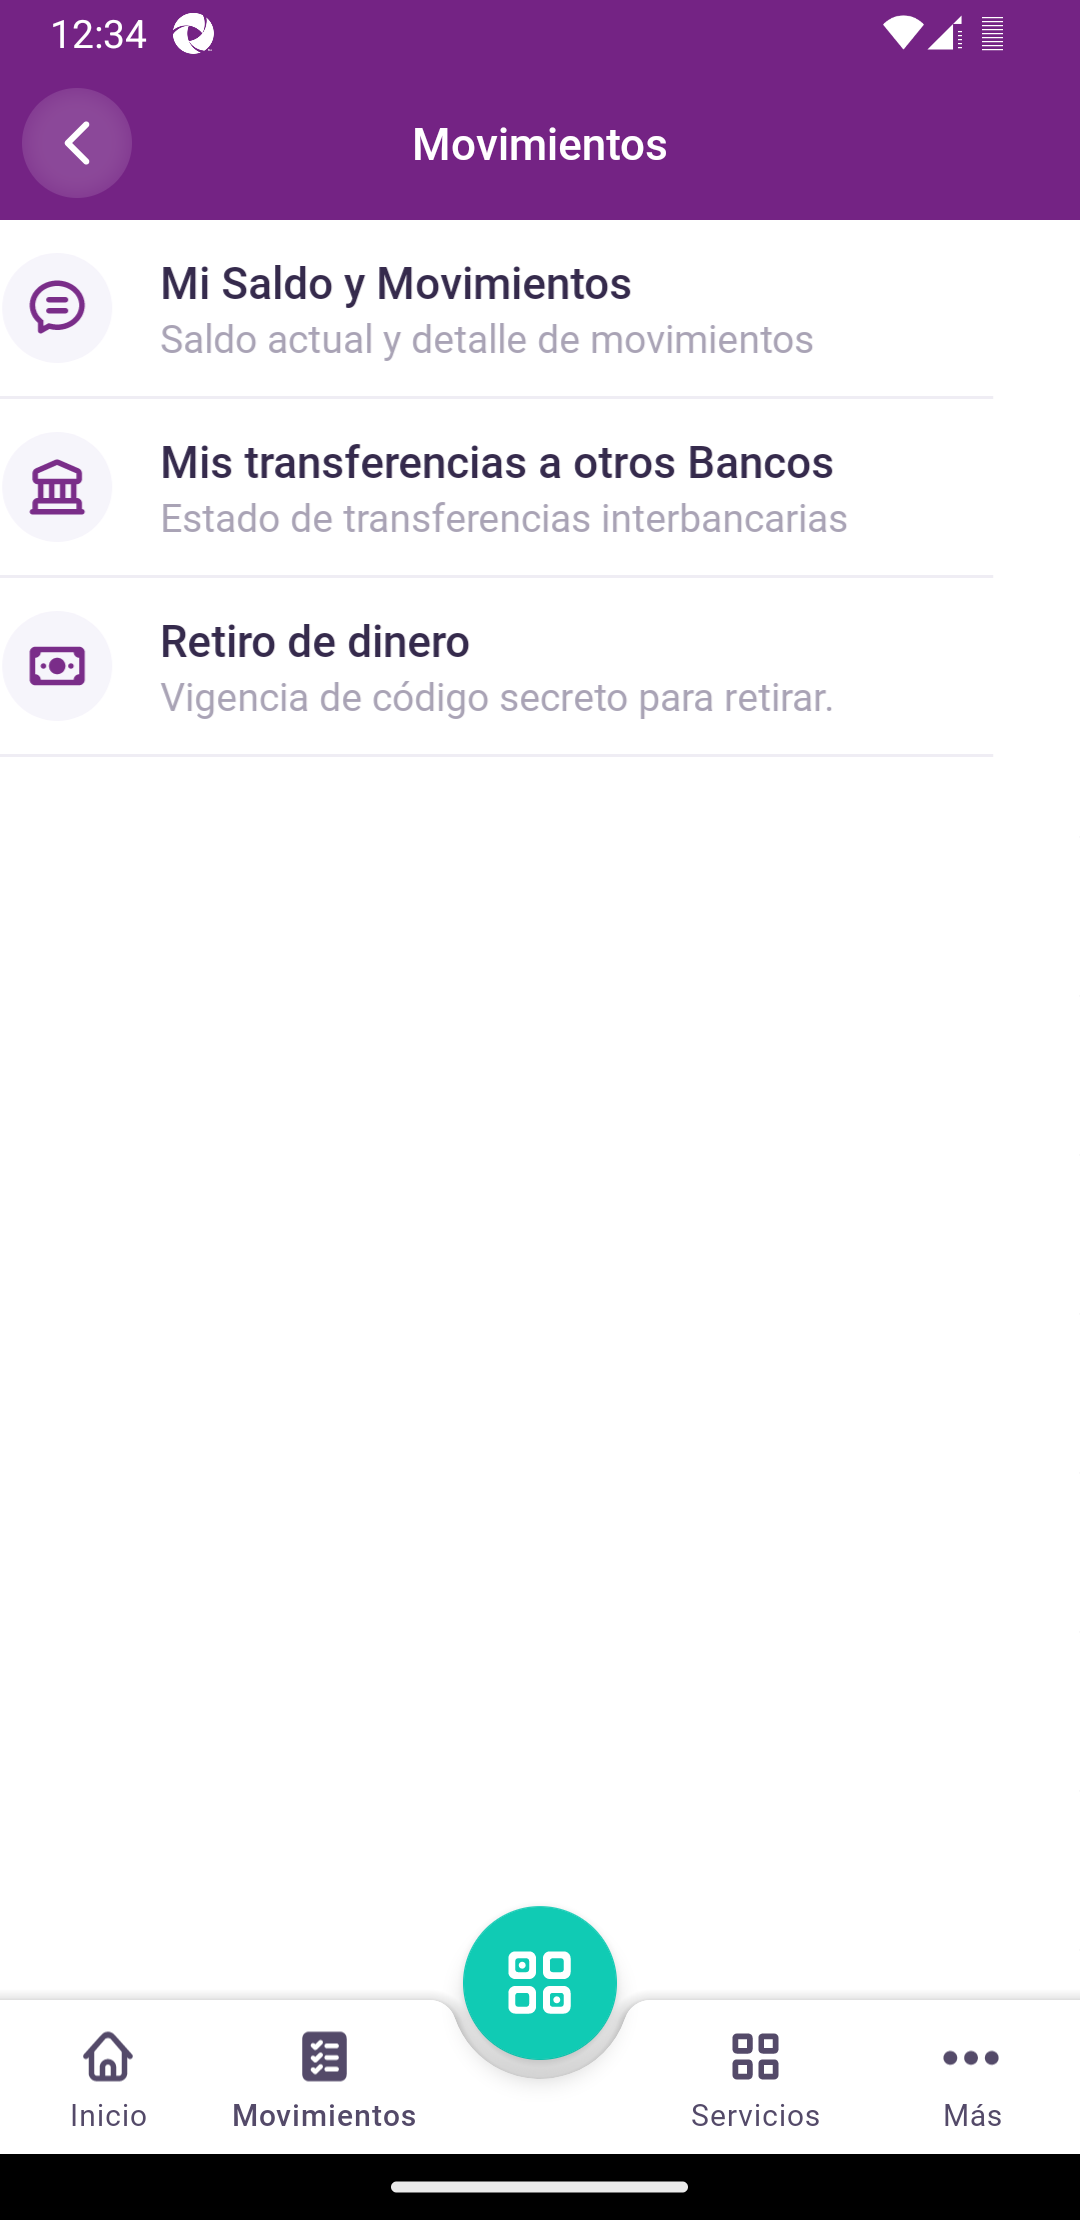 12:34
Movimientos
Mi Saldo y Movimientos
Saldo actual y detalle de movimientos
Mis transferencias a otros Bancos
Estado de transferencias interbancarias
Retiro de dinero
Vigencia de código secreto para retirar.
Inicio
Movimientos
Servicios
Más